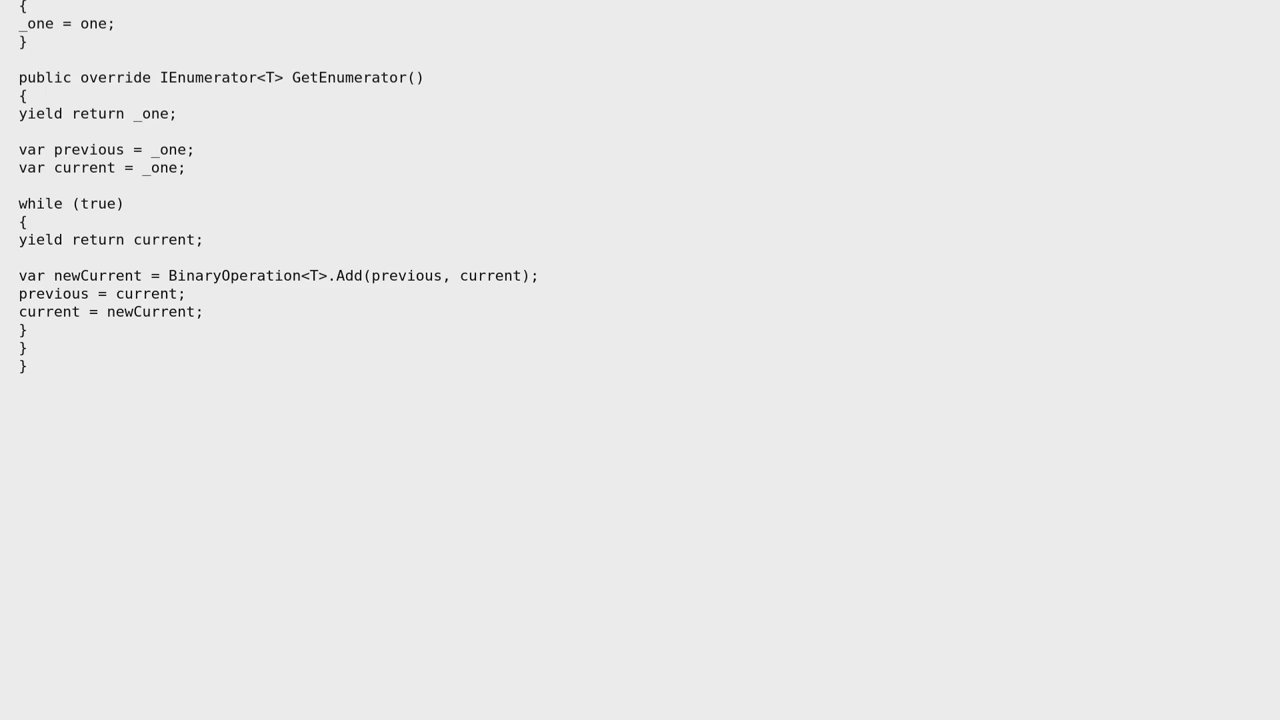 {
_one = one;
}
public override IEnumerator<T> GetEnumerator()
{
yield return _one;
var previous = _one;
var current = _one;
while (true)
{
yield return current;
var newCurrent = BinaryOperation<T>.Add(previous, current);
previous = current;
current = newCurrent;
}
}
}